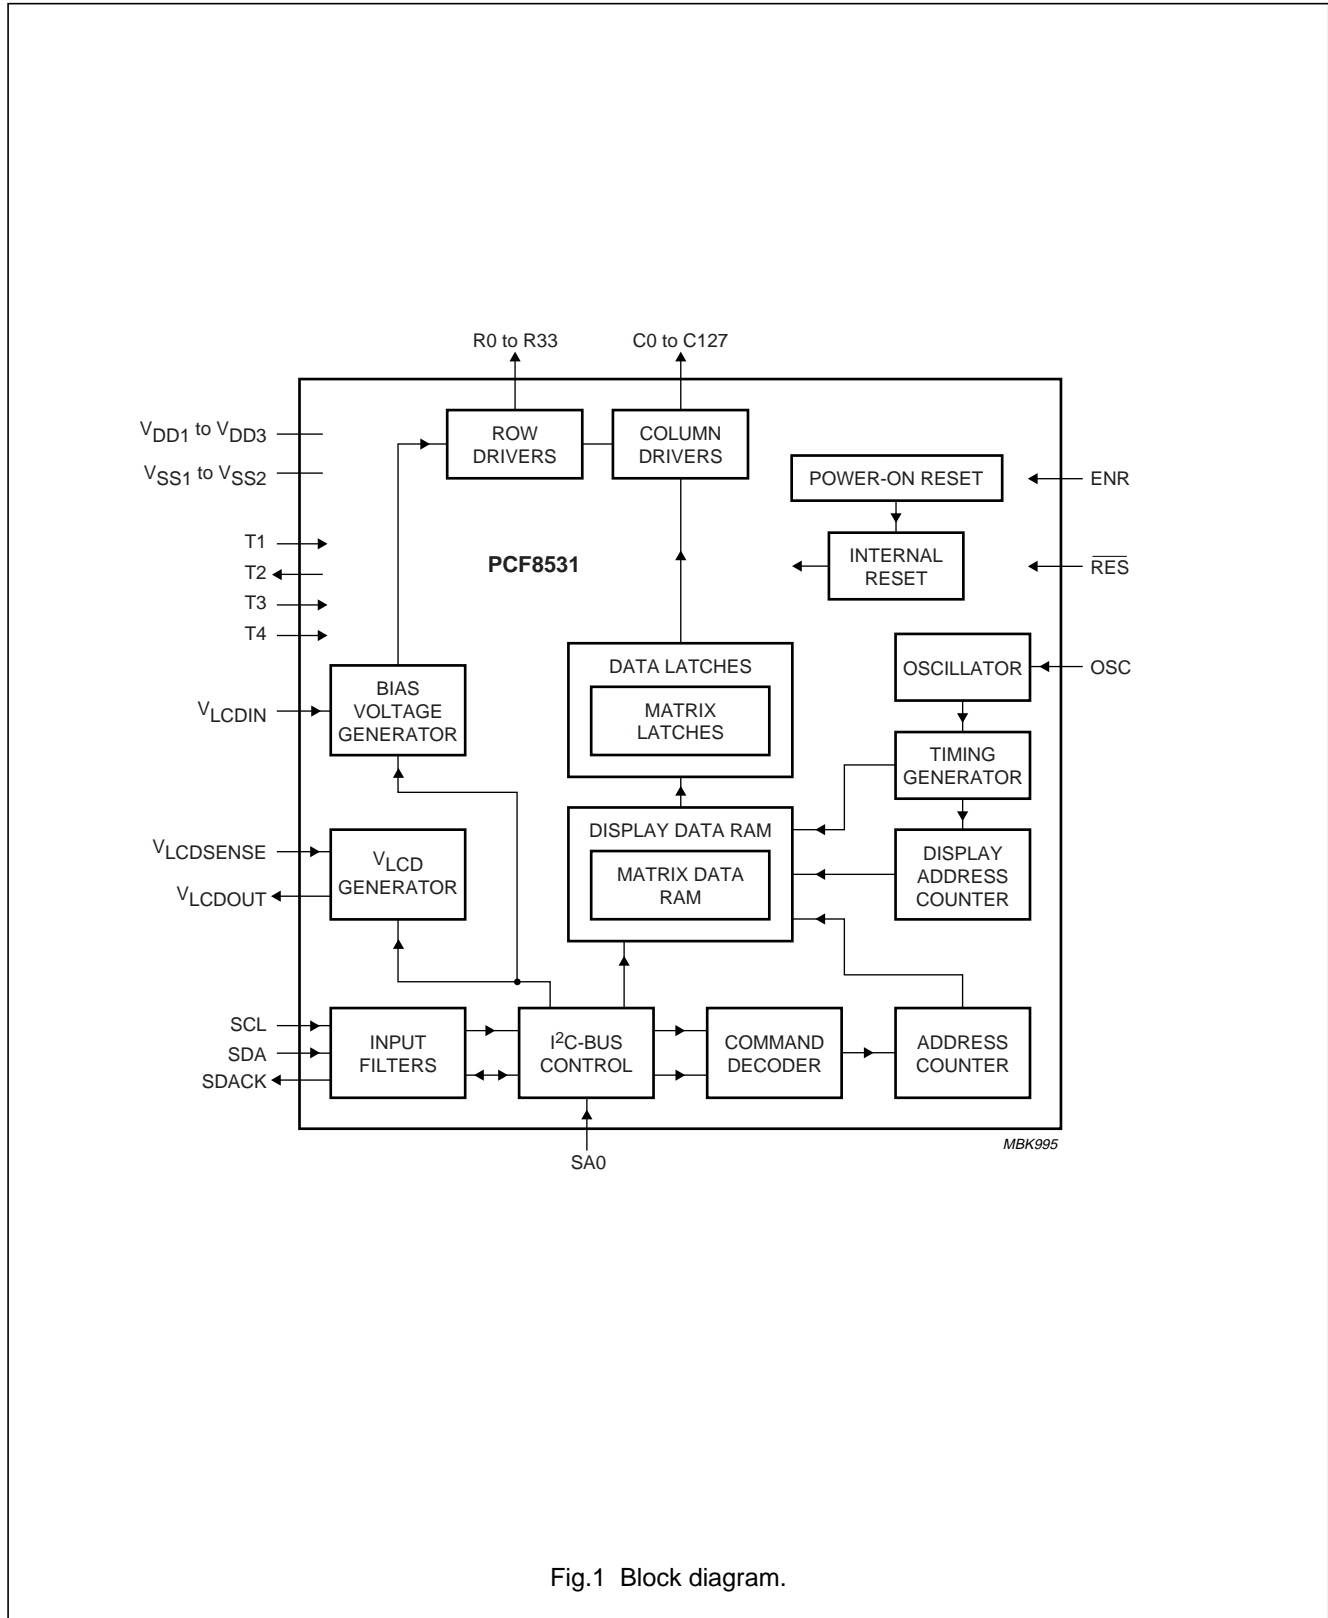 R0 to R33
C0 to C127
VDD1 to VDD3
VSS1 to VSS2
ROW
DRIVERS
COLUMN
DRIVERS
POWER-ON RESET
ENR
T1
T2
T3
T4
PCF8531
INTERNAL
RESET
RES
DATA LATCHES
MATRIX
LATCHES
OSCILLATOR
OSC
VLCDIN
BIAS
VOLTAGE
GENERATOR
TIMING
GENERATOR
DISPLAY DATA RAM
MATRIX DATA
RAM
DISPLAY
ADDRESS
COUNTER
VLCDSENSE
VLCDOUT
VLCD
GENERATOR
SCL
SDA
SDACK
INPUT
FILTERS
I²C-BUS
CONTROL
COMMAND
DECODER
ADDRESS
COUNTER
SA0
MBK995
Fig.1 Block diagram.